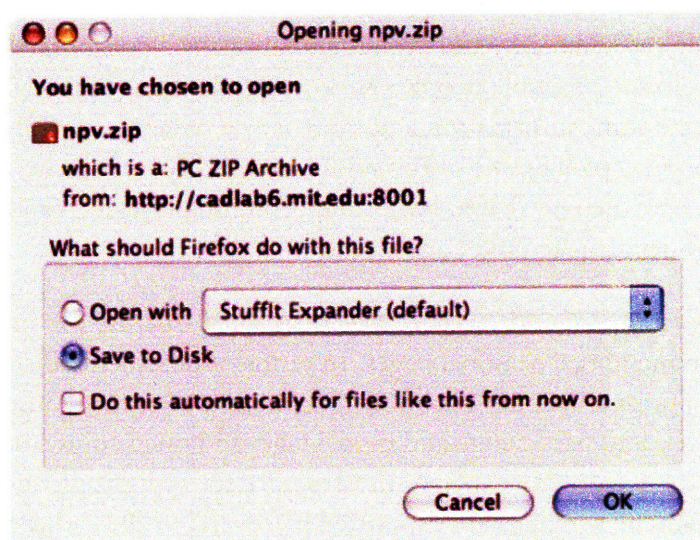 Opening npv.zip
You have chosen to open
npv.zip
which is a: PC ZIP Archive
from: http://cadlab6.mit.edu:8001
What should Firefox do with this file?
Open with StuffIt Expander (default)
Save to Disk
Do this automatically for files like this from now on.
Cancel OK